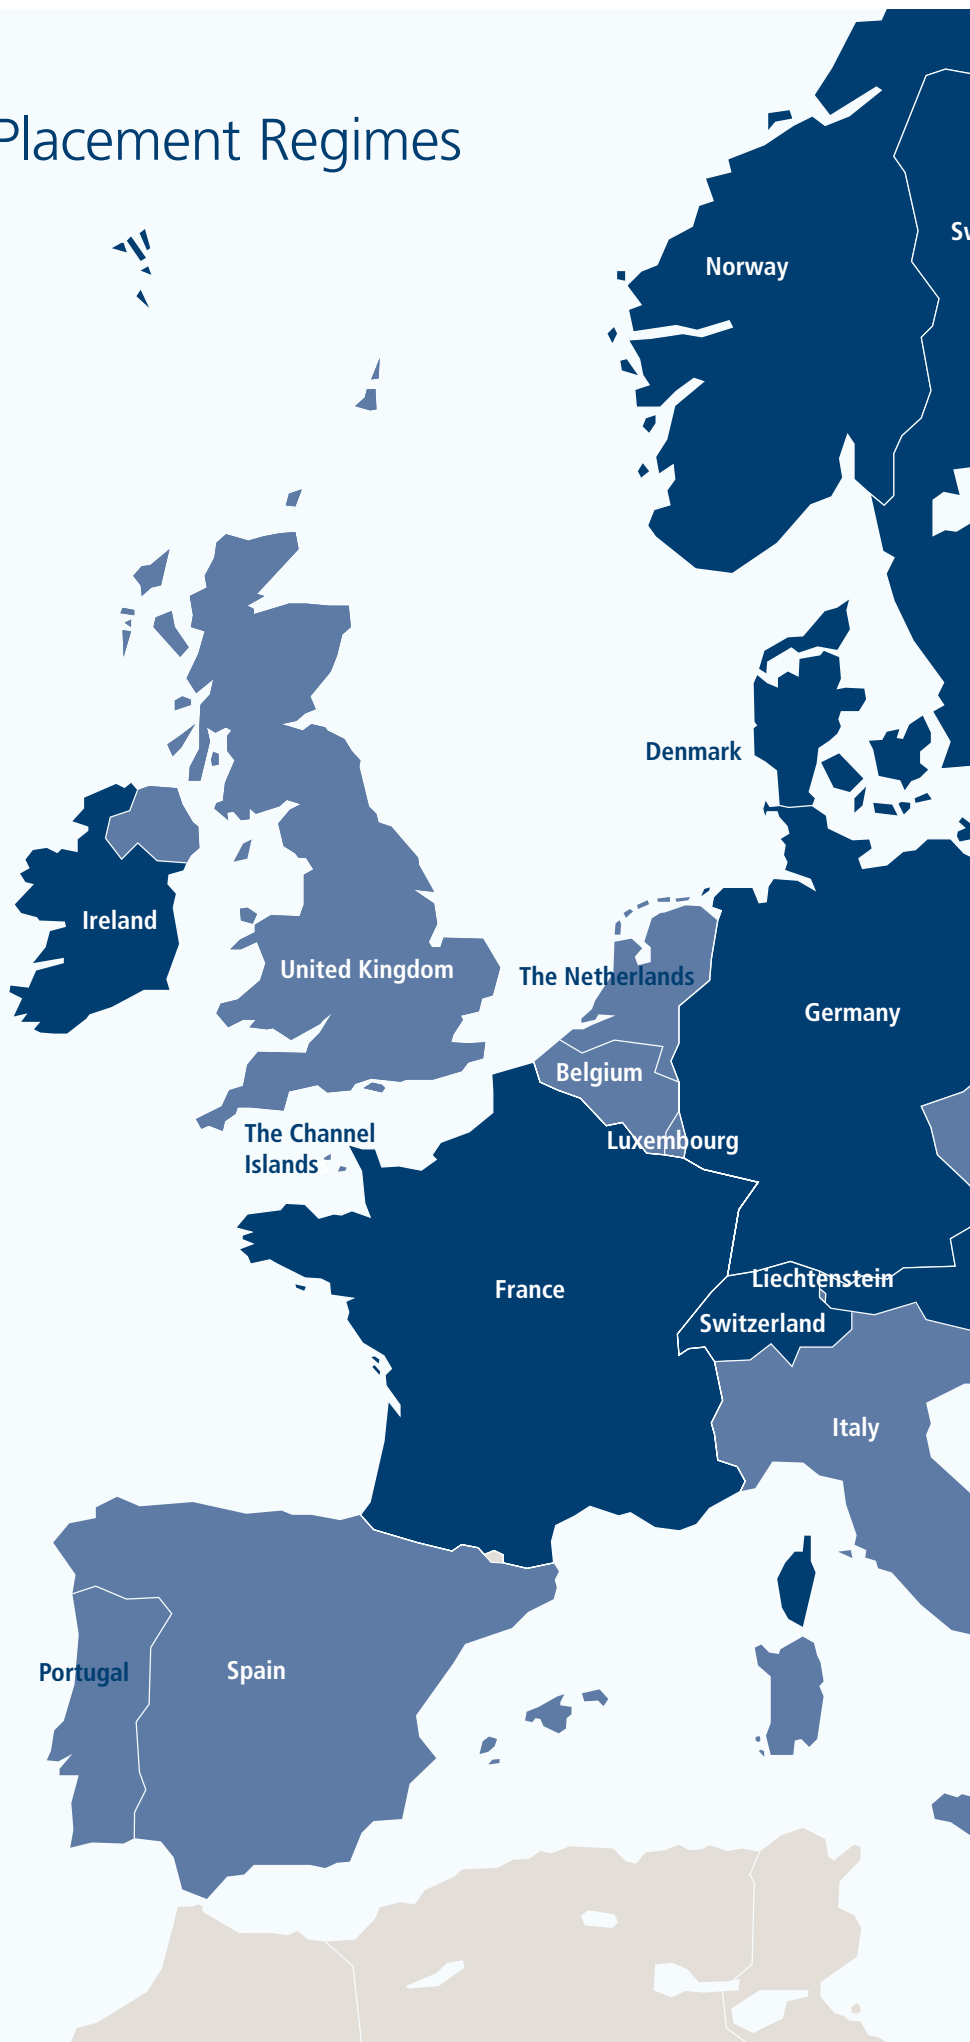 Placement Regimes
Norway
Denmark
Ireland
United Kingdom
The Netherlands
Germany
Belgium
The Channel
Islands
Luxembourg
Liechtenstein
France
Switzerland
Italy
Portugal
Spain